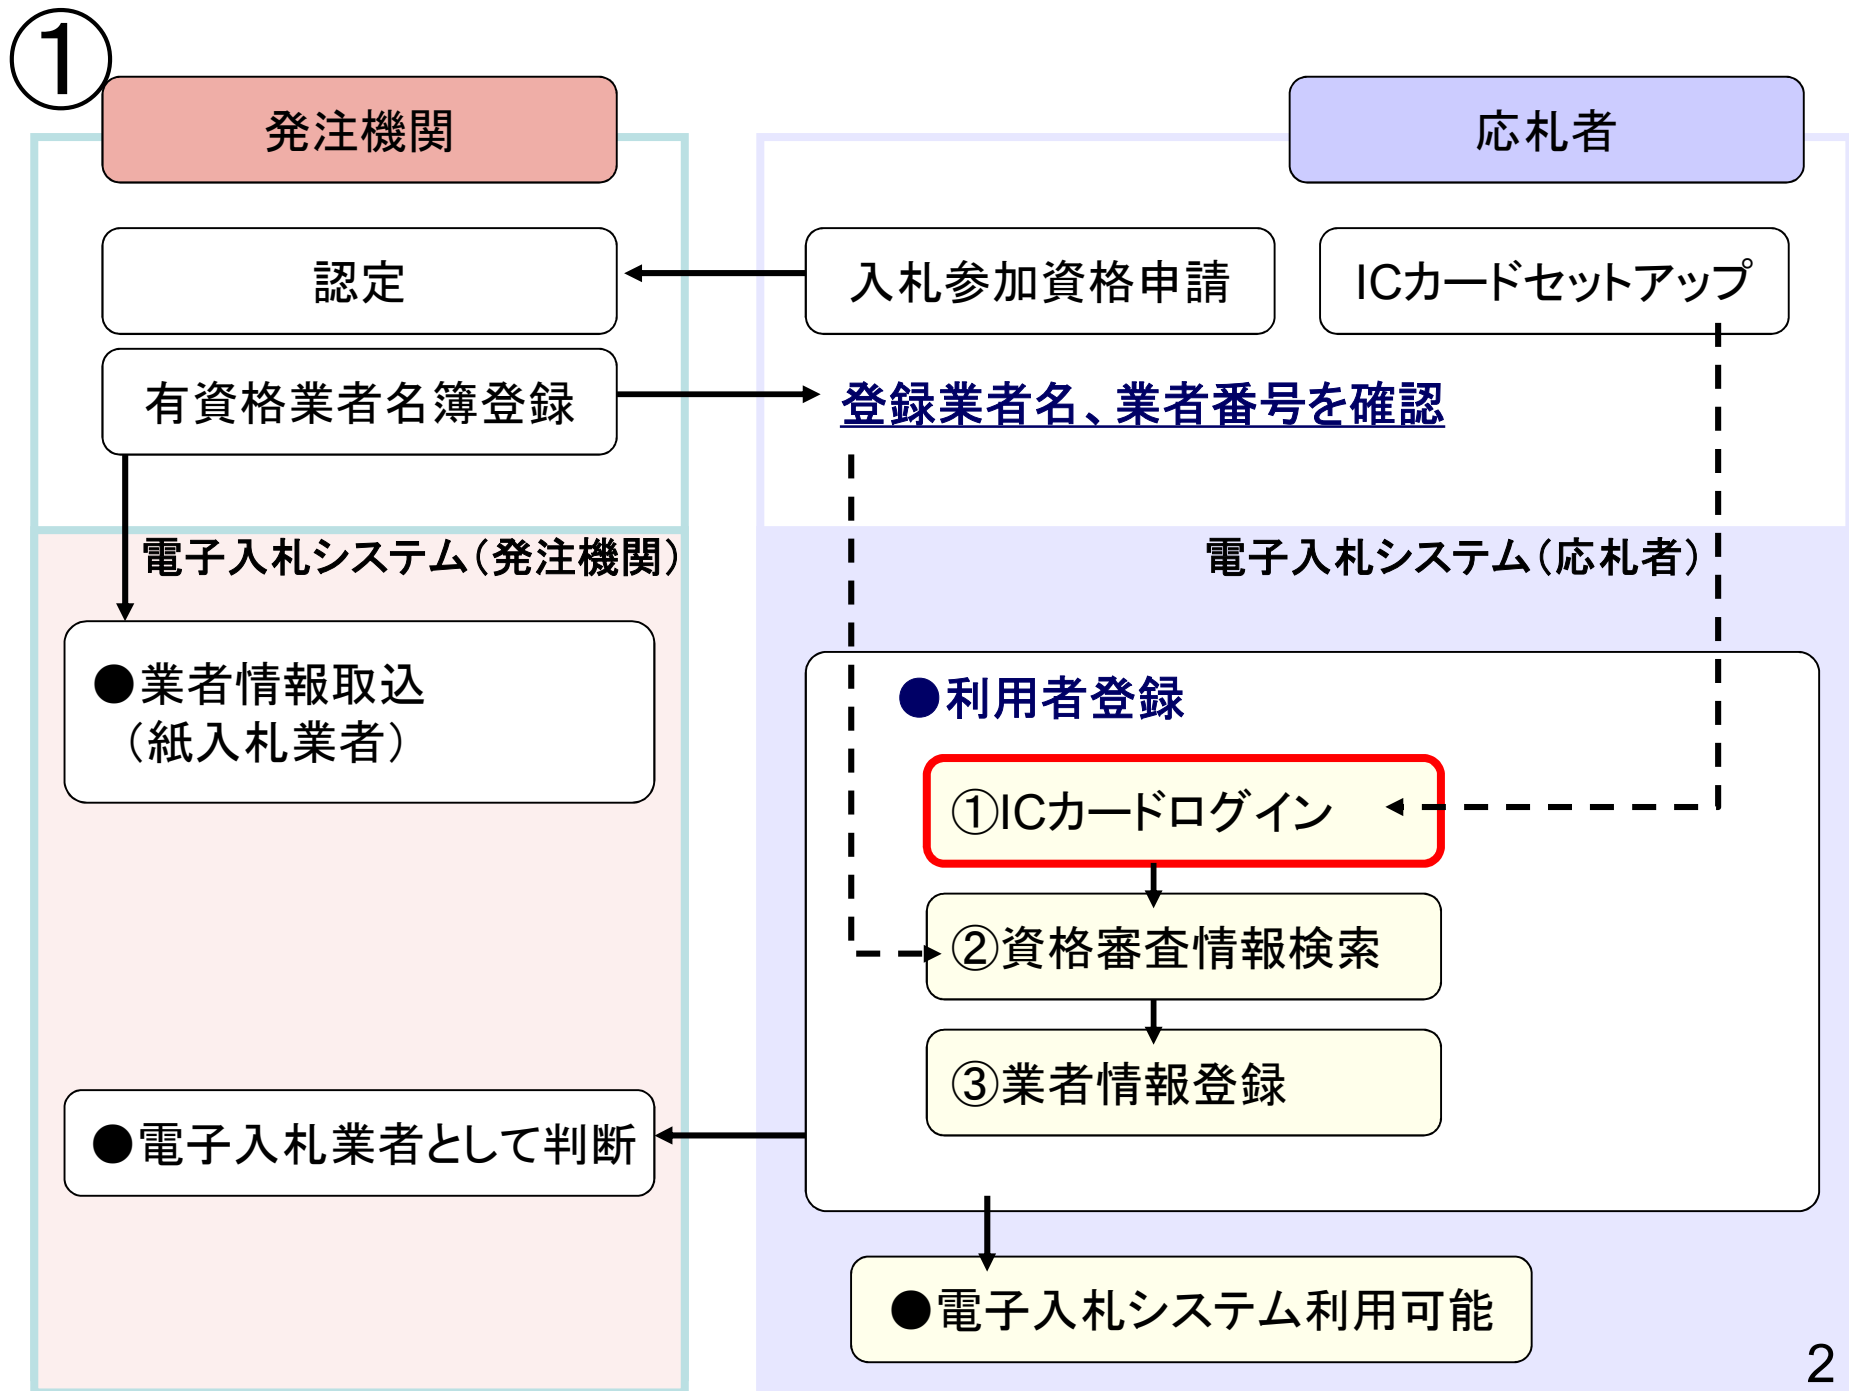 ①
発注機関
応札者
認定
入札参加資格申請
ICカードセットアップ
有資格業者名簿登録
登録業者名、業者番号を確認
電子入札システム(発注機関)
電子入札システム(応札者)
●業者情報取込
(紙入札業者)
●利用者登録
①ICカードログイン
②資格審査情報検索
③業者情報登録
●電子入札業者として判断
●電子入札システム利用可能
2